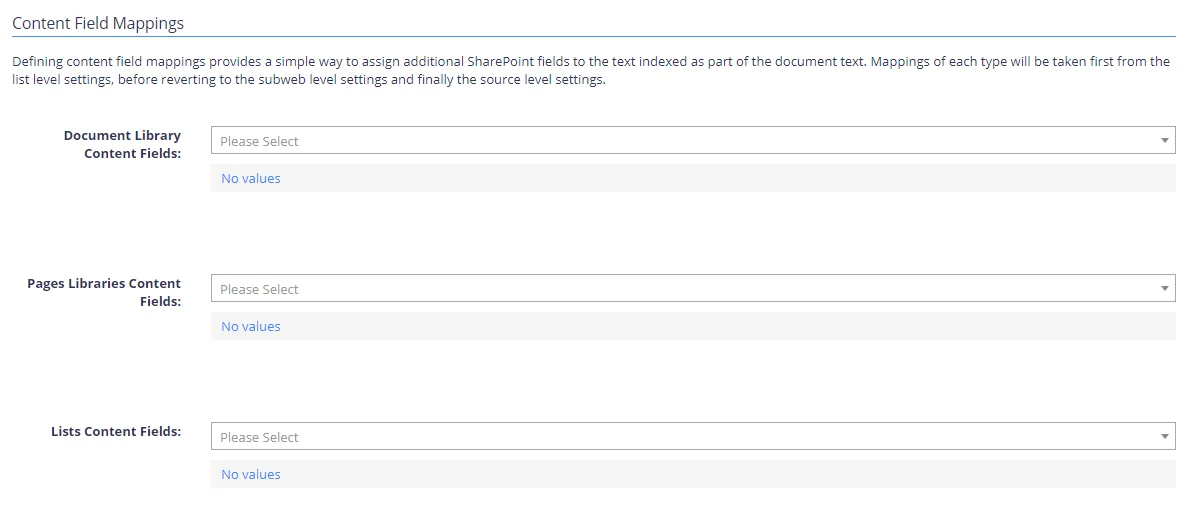 Content Field Mappings
Defining content field mappings provides a simple way to assign additional SharePoint fields to the text indexed as part of the document text. Mappings of each type will be taken first from the
list level settings, before reverting to the subweb level settings and finally the source level settings.
Document Library
Content Fields:
Please Select
No values
Pages Libraries Content
Fields:
Please Select
No values
Lists Content Fields:
Please Select
No values